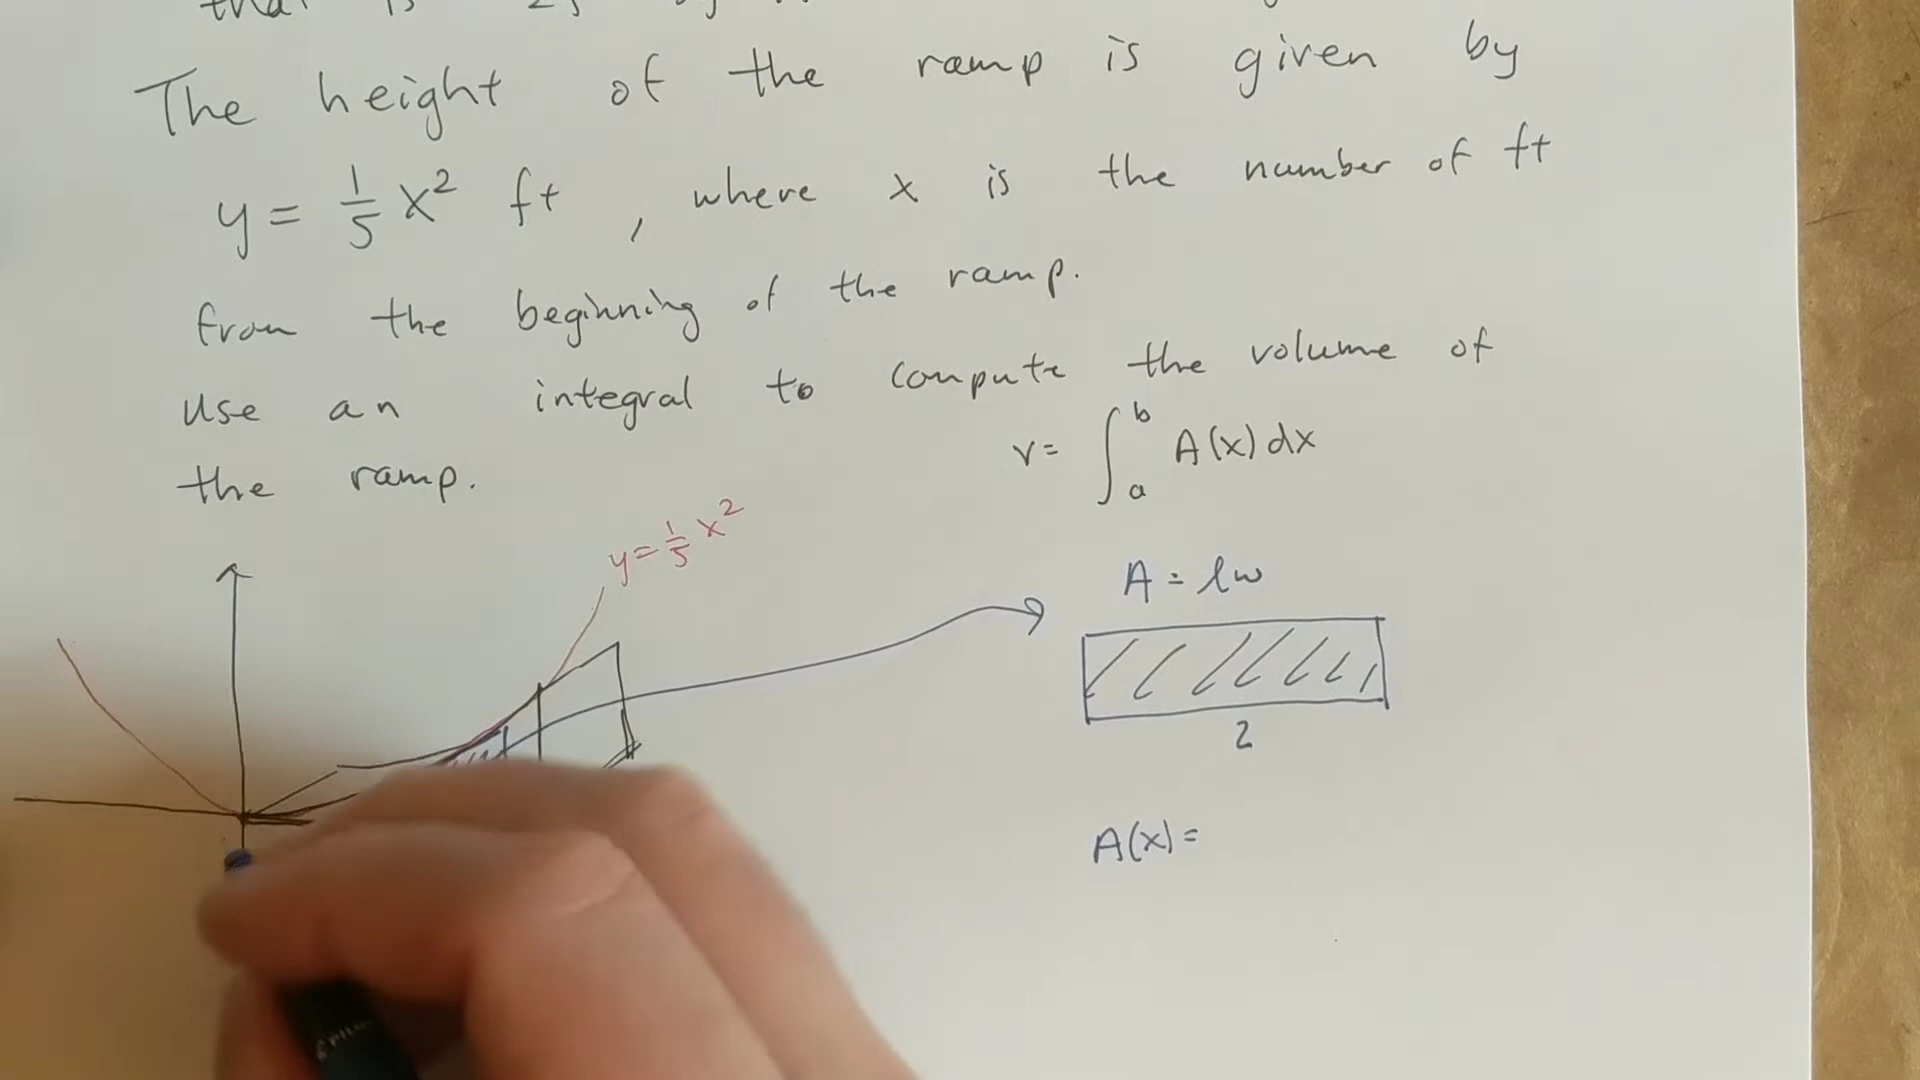 The height of the ramp is given by
y = 1/5 x² ft , where x is the number of ft
from the beginning of the ramp.
Use an integral to compute the volume of
the ramp.
V = ∫_a^b A(x) dx
y = 1/5 x²
A = lw
2
A(x) =